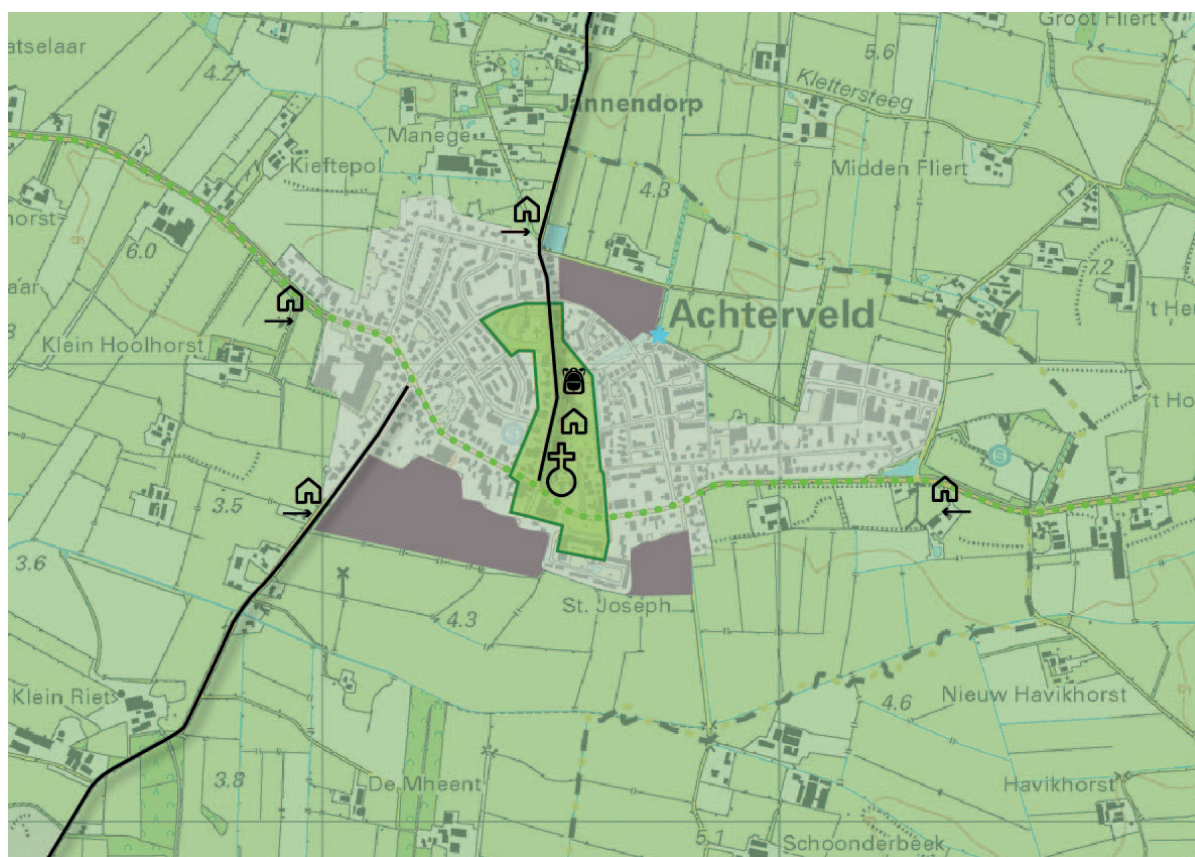 Groot Fliert
atselaar
5.6
4.2
Klettersteeg
Jannendorp
Manege
Kieftepol
Midden Fliert
4.3
horst
6.0
7.2
aar
't He
Achterveld
Klein Hoolhorst
't Ho
S
S
3.5
3.6
4.3
St. Joseph
Klein Riet
Nieuw Havikhorst
4.6
3.8
De Mheent
Havikhorst
5.1
Schoonderbeek